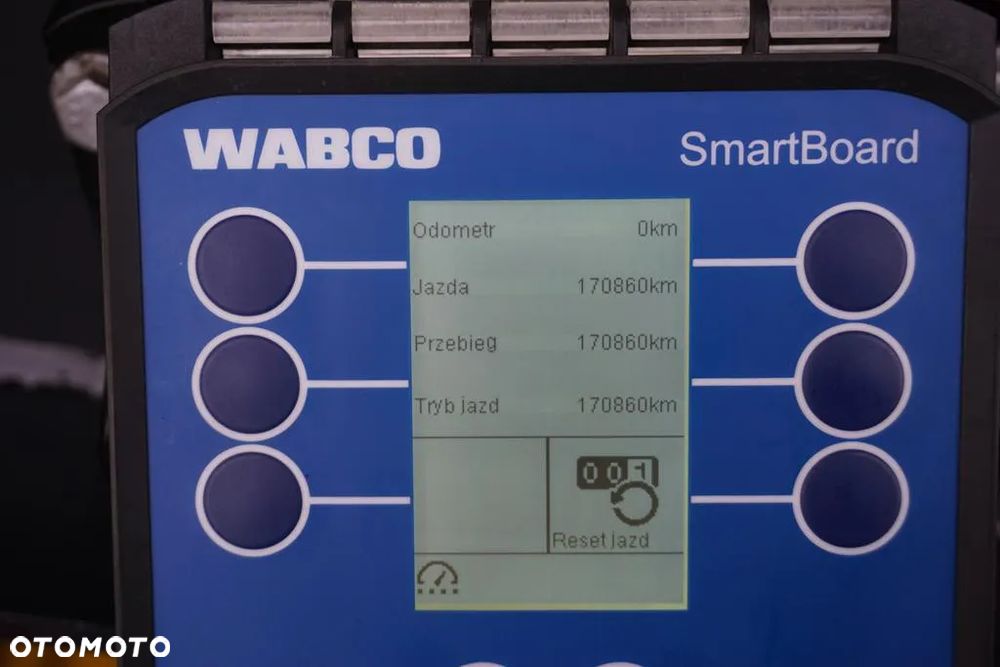 WABCO SmartBoard
Odometr 0km
Jazda 170860km
Przebieg 170860km
Tryb jazd 170860km
001
Reset jazd
OTOMOTO